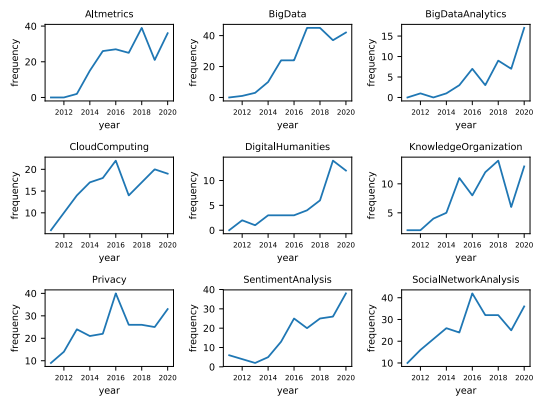 Altmetrics
BigData
BigDataAnalytics
frequency
40
20
0
2012 2014 2016 2018 2020
year
frequency
40
20
0
2012 2014 2016 2018 2020
year
frequency
15
10
5
0
2012 2014 2016 2018 2020
year
CloudComputing
DigitalHumanities
KnowledgeOrganization
frequency
20
15
10
2012 2014 2016 2018 2020
year
frequency
10
5
0
2012 2014 2016 2018 2020
year
frequency
10
5
2012 2014 2016 2018 2020
year
Privacy
SentimentAnalysis
SocialNetworkAnalysis
frequency
40
30
20
10
2012 2014 2016 2018 2020
year
frequency
40
30
20
10
0
2012 2014 2016 2018 2020
year
frequency
40
30
20
10
2012 2014 2016 2018 2020
year